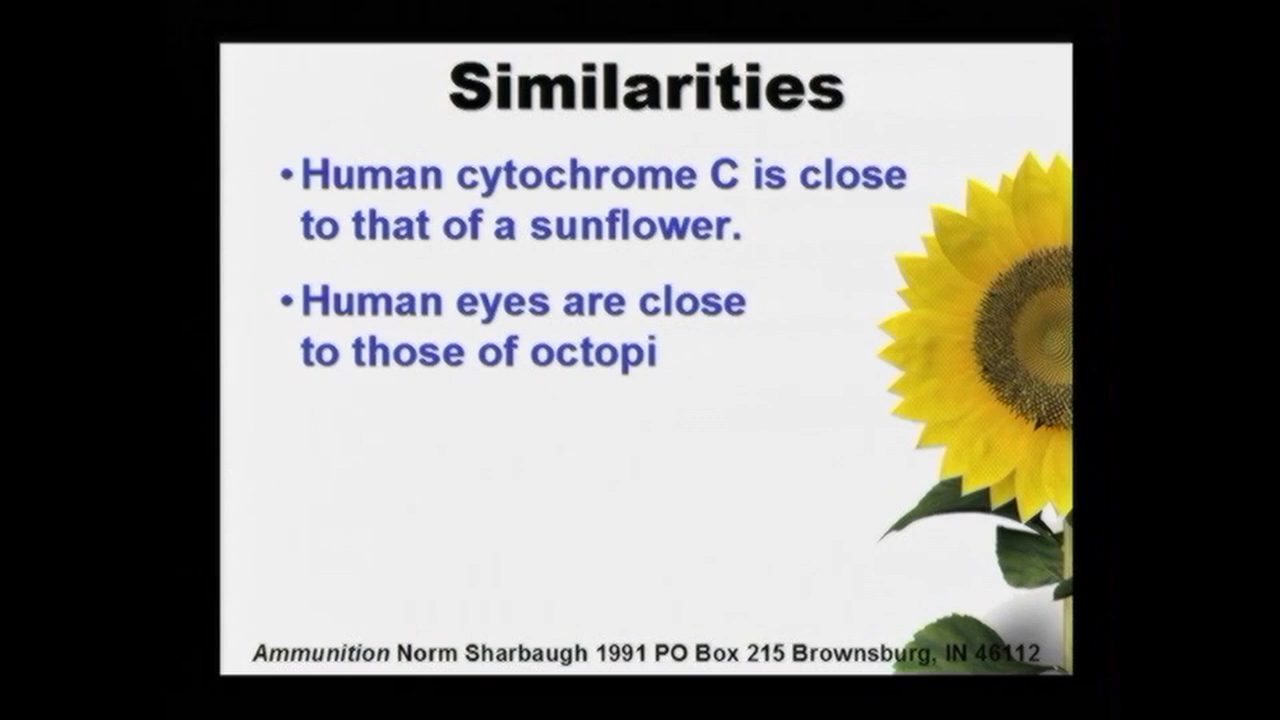 Similarities
•Human cytochrome C is close
to that of a sunflower.
•Human eyes are close
to those of octopi
Ammunition Norm Sharbaugh 1991 PO Box 215 Brownsburg, IN 46112